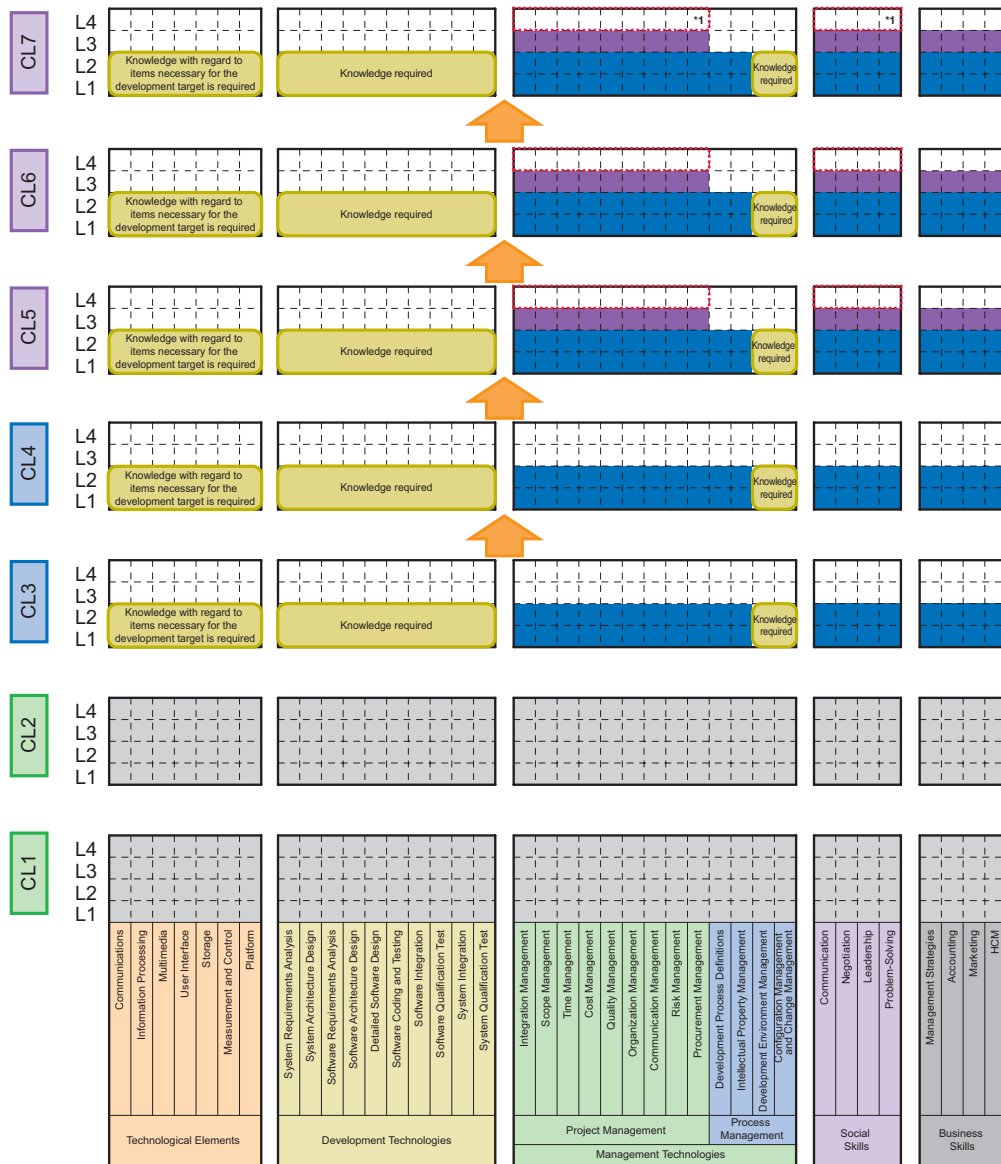 CL7
L4
L3
L2
L1
Knowledge with regard to
items necessary for the
development target is required
Knowledge required
*1
Knowledge
required
*1
CL6
L4
L3
L2
L1
Knowledge with regard to
items necessary for the
development target is required
Knowledge required
Knowledge
required
CL5
L4
L3
L2
L1
Knowledge with regard to
items necessary for the
development target is required
Knowledge required
Knowledge
required
CL4
L4
L3
L2
L1
Knowledge with regard to
items necessary for the
development target is required
Knowledge required
Knowledge
required
CL3
L4
L3
L2
L1
Knowledge with regard to
items necessary for the
development target is required
Knowledge required
Knowledge
required
CL2
L4
L3
L2
L1
CL1
L4
L3
L2
L1
Communications
Information Processing
Multimedia
User Interface
Storage
Measurement and Control
Platform
Technological Elements
System Requirements Analysis
System Architecture Design
Software Requirements Analysis
Software Architecture Design
Detailed Software Design
Software Coding and Testing
Software Integration
Software Qualification Test
System Integration
System Qualification Test
Development Technologies
Integration Management
Scope Management
Time Management
Cost Management
Quality Management
Organization Management
Communication Management
Risk Management
Procurement Management
Project Management
Development Process Definitions
Intellectual Property Management
Development Environment Management
Configuration Management
and Change Management
Process
Management
Management Technologies
Communication
Negotiation
Leadership
Problem-Solving
Social
Skills
Management Strategies
Accounting
Marketing
HCM
Business
Skills